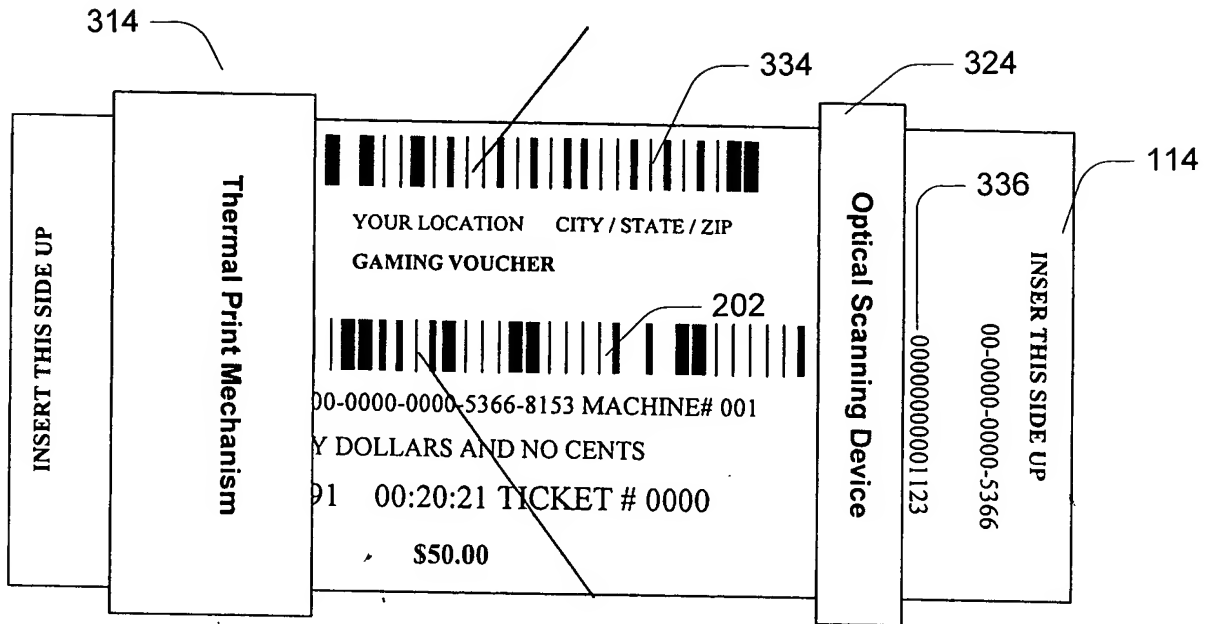 314
334
324
114
336
INSERT THIS SIDE UP
Thermal Print Mechanism
YOUR LOCATION CITY / STATE / ZIP
GAMING VOUCHER
202
00-0000-0000-5366-8153 MACHINE# 001
Y DOLLARS AND NO CENTS
91 00:20:21 TICKET # 0000
$50.00
Optical Scanning Device
0000000001123
00-0000-0000-5366
INSER THIS SIDE UP